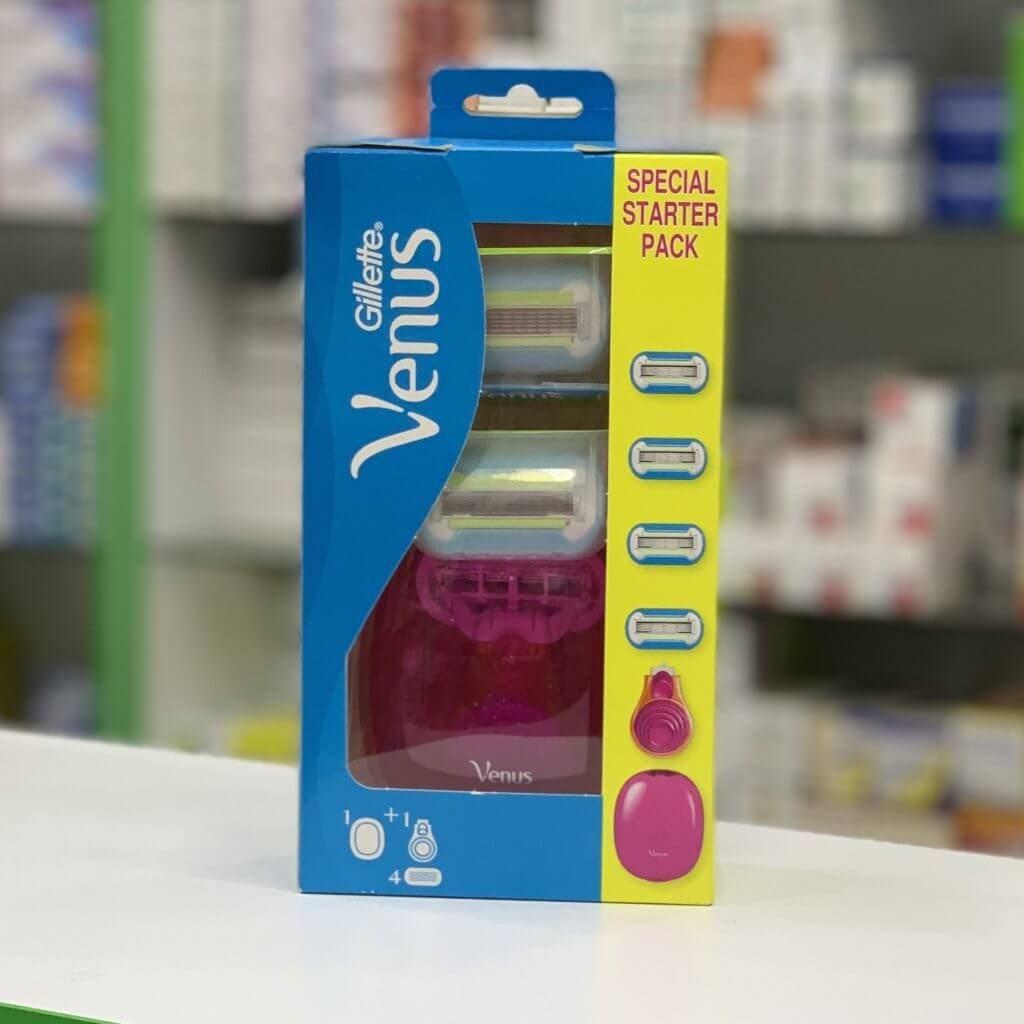 Gillette®
Venus
SPECIAL
STARTER
PACK
Venus
Venus
1 + 1
4